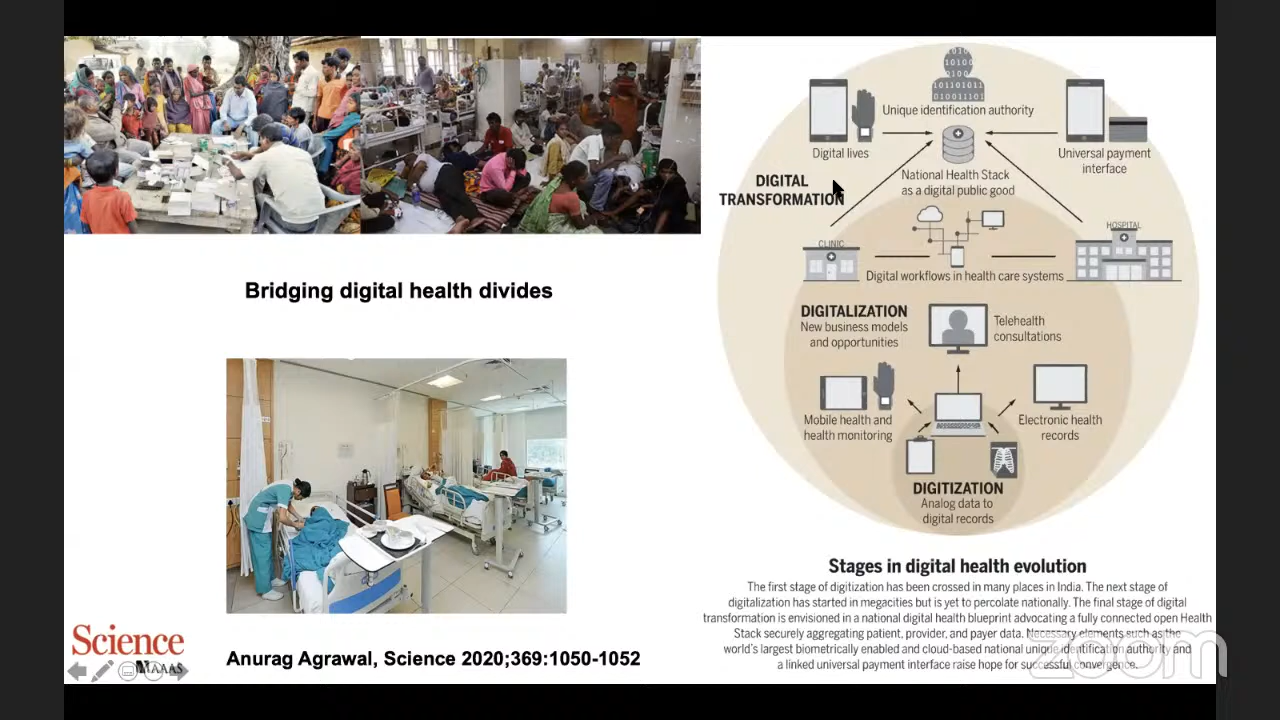 10100
0100
101101011
010011101
Unique identification authority
Digital lives
Universal payment
interface
National Health Stack
as a digital public good
DIGITAL
TRANSFORMATION
CLINIC
HOSPITAL
Digital workflows in health care systems
Bridging digital health divides
DIGITALIZATION
New business models
and opportunities
Telehealth
consultations
Mobile health and
health monitoring
Electronic health
records
DIGITIZATION
Analog data to
digital records
Stages in digital health evolution
The first stage of digitization has been crossed in many places in India. The next stage of
digitalization has started in megacities but is yet to percolate nationally. The final stage of digital
transformation is envisioned in a national digital health blueprint advocating a fully connected open Health
Stack securely aggregating patient, provider, and payer data. Necessary elements such as the
world's largest biometrically enabled and cloud-based national unique identification authority and
a linked universal payment interface raise hope for successful convergence.
Science
AAAS
Anurag Agrawal, Science 2020;369:1050-1052
zoom